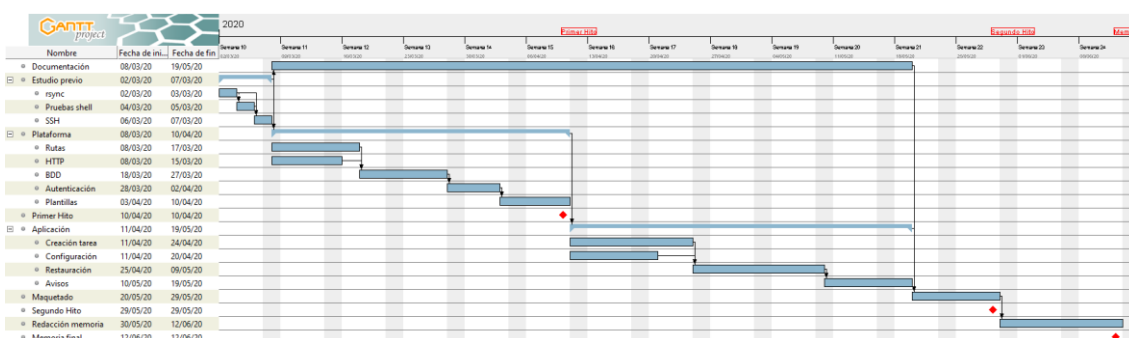 GANTT project
2020
Primer Hito
Segundo Hito
Nombre Fecha de ini... Fecha de fin
Semana 10 Semana 11 Semana 12 Semana 13 Semana 14 Semana 15 Semana 16 Semana 17 Semana 18 Semana 19 Semana 20 Semana 21 Semana 22 Semana 23 Semana 24
Documentación 08/03/20 19/05/20
Estudio previo 02/03/20 07/03/20
rsync 02/03/20 03/03/20
Pruebas shell 04/03/20 05/03/20
SSH 06/03/20 07/03/20
Plataforma 08/03/20 10/04/20
Rutas 08/03/20 17/03/20
HTTP 08/03/20 15/03/20
BDD 18/03/20 27/03/20
Autenticación 28/03/20 02/04/20
Plantillas 03/04/20 10/04/20
Primer Hito 10/04/20 10/04/20
Aplicación 11/04/20 19/05/20
Creación tarea 11/04/20 24/04/20
Configuración 11/04/20 20/04/20
Restauración 25/04/20 09/05/20
Avisos 10/05/20 19/05/20
Maquetado 20/05/20 29/05/20
Segundo Hito 29/05/20 29/05/20
Redacción memoria 30/05/20 12/06/20
Memoria final 12/06/20 12/06/20